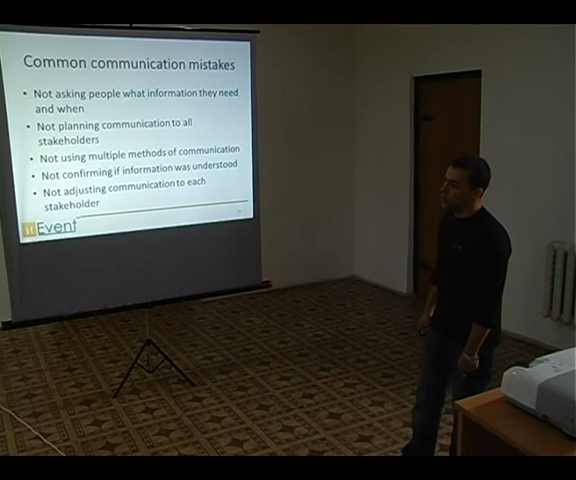 Common communication mistakes
• Not asking people what information they need
and when
• Not planning communication to all
stakeholders
• Not using multiple methods of communication
• Not confirming if information was understood
• Not adjusting communication to each
stakeholder
itEvent